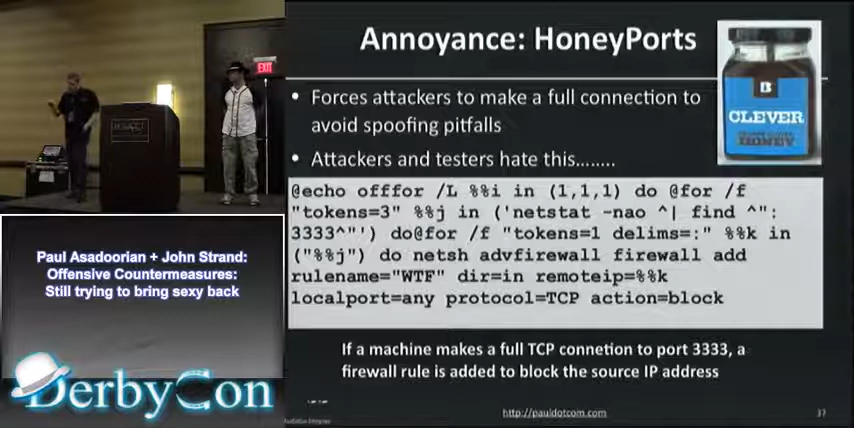 Annoyance: HoneyPorts
EXIT
• Forces attackers to make a full connection to
avoid spoofing pitfalls
• Attackers and testers hate this........
B
CLEVER
HONEY
@echo offfor /L %%i in (1,1,1) do @for /f
"tokens=3" %%j in ('netstat -nao ^| find ^":
3333^"') do@for /f "tokens=1 delims=:" %%k in
("%%j") do netsh advfirewall firewall add
rulename="WTF" dir=in remoteip=%%k
localport=any protocol=TCP action=block
Paul Asadoorian + John Strand:
Offensive Countermeasures:
Still trying to bring sexy back
If a machine makes a full TCP connetion to port 3333, a
firewall rule is added to block the source IP address
DerbyCon
http://pauldotcom.com
37